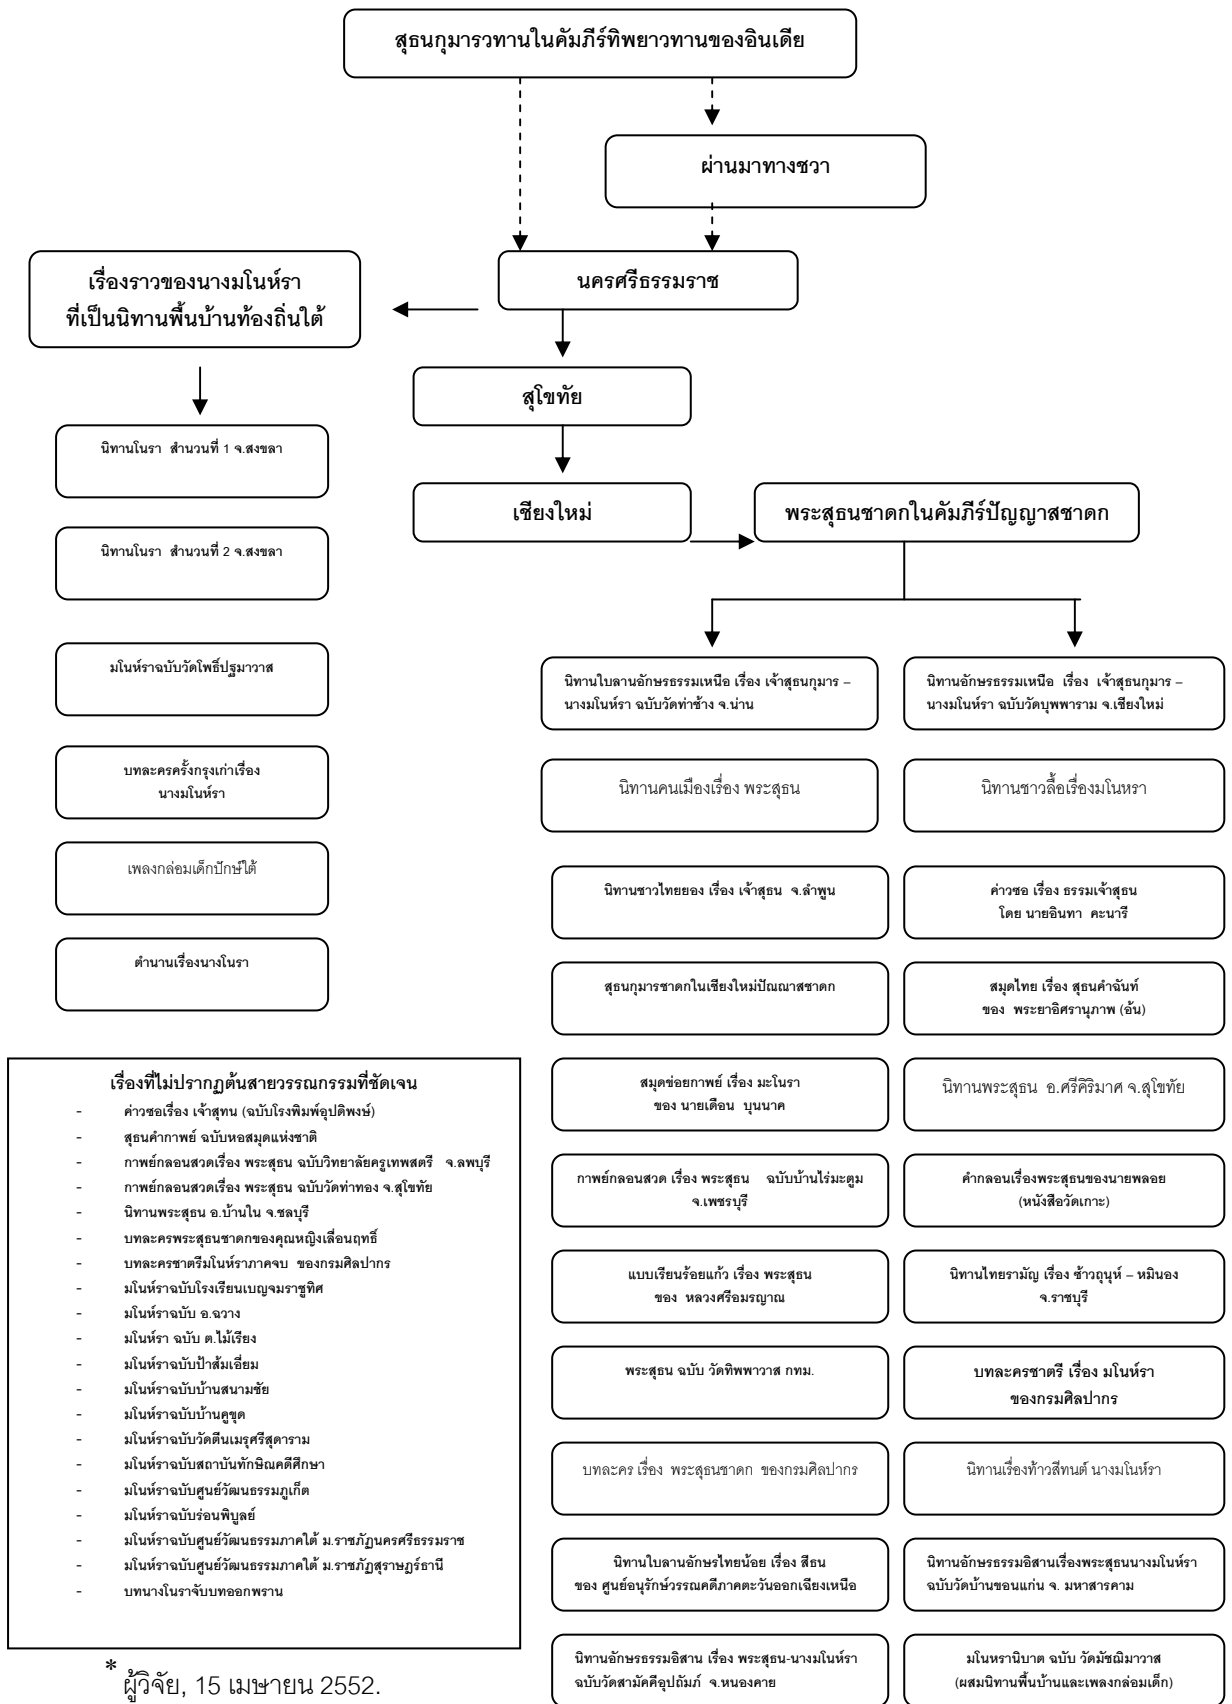 สุธนกุมารวทานในคัมภีร์ทิพยาวทานของอินเดีย
ผ่านมาทางชวา
นครศรีธรรมราช
เรื่องราวของนางมโนห์รา
ที่เป็นนิทานพื้นบ้านท้องถิ่นใต้
สุโขทัย
เชียงใหม่
พระสุธนชาดกในคัมภีร์ปัญญาสชาดก
นิทานโนรา สำนวนที่ 1 จ.สงขลา
นิทานโนรา สำนวนที่ 2 จ.สงขลา
มโนห์ราฉบับวัดโพธิ์ปฐมาวาส
บทละครครั้งกรุงเก่าเรื่อง
นางมโนห์รา
เพลงกล่อมเด็กปักษ์ใต้
ตำนานเรื่องนางโนรา
นิทานใบลานอักษรธรรมเหนือ เรื่อง เจ้าสุธนกุมาร –
นางมโนห์รา ฉบับวัดท่าช้าง จ.น่าน
นิทานอักษรธรรมเหนือ เรื่อง เจ้าสุธนกุมาร –
นางมโนห์รา ฉบับวัดบุพพาราม จ.เชียงใหม่
นิทานคนเมืองเรื่อง พระสุธน
นิทานชาวลื้อเรื่องมโนหรา
นิทานชาวไทยยอง เรื่อง เจ้าสุธน จ.ลำพูน
ค่าวซอ เรื่อง ธรรมเจ้าสุธน
โดย นายอินทา คะนารี
สุธนกุมารชาดกในเชียงใหม่ปัณณาสชาดก
สมุดไทย เรื่อง สุธนคำฉันท์
ของ พระยาอิศรานุภาพ (อ้น)
สมุดข่อยกาพย์ เรื่อง มะโนรา
ของ นายเดือน บุนนาค
นิทานพระสุธน อ.ศรีคิริมาศ จ.สุโขทัย
กาพย์กลอนสวด เรื่อง พระสุธน ฉบับบ้านไร่มะตูม
จ.เพชรบุรี
คำกลอนเรื่องพระสุธนของนายพลอย
(หนังสือวัดเกาะ)
แบบเรียนร้อยแก้ว เรื่อง พระสุธน
ของ หลวงศรีอมรญาณ
นิทานไทยรามัญ เรื่อง ซ้าวถุนุห์ – หมินอง
จ.ราชบุรี
พระสุธน ฉบับ วัดทิพพาวาส กทม.
บทละครชาตรี เรื่อง มโนห์รา
ของกรมศิลปากร
บทละคร เรื่อง พระสุธนชาดก ของกรมศิลปากร
นิทานเรื่องท้าวสีทนต์ นางมโนห์รา
นิทานใบลานอักษรไทยน้อย เรื่อง สีธน
ของ ศูนย์อนุรักษ์วรรณคดีภาคตะวันออกเฉียงเหนือ
นิทานอักษรธรรมอิสานเรื่องพระสุธนนางมโนห์รา
ฉบับวัดบ้านขอนแก่น จ. มหาสารคาม
นิทานอักษรธรรมอิสาน เรื่อง พระสุธน-นางมโนห์รา
ฉบับวัดสามัคคีอุปถัมภ์ จ.หนองคาย
มโนหรานิบาต ฉบับ วัดมัชฌิมาวาส
(ผสมนิทานพื้นบ้านและเพลงกล่อมเด็ก)
เรื่องที่ไม่ปรากฏต้นสายวรรณกรรมที่ชัดเจน
- ค่าวซอเรื่อง เจ้าสุทน (ฉบับโรงพิมพ์อุปติพงษ์)
- สุธนคำกาพย์ ฉบับหอสมุดแห่งชาติ
- กาพย์กลอนสวดเรื่อง พระสุธน ฉบับวิทยาลัยครูเทพสตรี จ.ลพบุรี
- กาพย์กลอนสวดเรื่อง พระสุธน ฉบับวัดท่าทอง จ.สุโขทัย
- นิทานพระสุธน อ.บ้านใน จ.ชลบุรี
- บทละครพระสุธนชาดกของคุณหญิงเลื่อนฤทธิ์
- บทละครชาตรีมโนห์ราภาคจบ ของกรมศิลปากร
- มโนห์ราฉบับโรงเรียนเบญจมราชูทิศ
- มโนห์ราฉบับ อ.ฉวาง
- มโนห์รา ฉบับ ต.ไม้เรียง
- มโนห์ราฉบับป้าส้มเอี่ยม
- มโนห์ราฉบับบ้านสนามชัย
- มโนห์ราฉบับบ้านคูขุด
- มโนห์ราฉบับวัดตีนเมรุศรีสุดาราม
- มโนห์ราฉบับสถาบันทักษิณคดีศึกษา
- มโนห์ราฉบับศูนย์วัฒนธรรมภูเก็ต
- มโนห์ราฉบับร่อนพิบูลย์
- มโนห์ราฉบับศูนย์วัฒนธรรมภาคใต้ ม.ราชภัฏนครศรีธรรมราช
- มโนห์ราฉบับศูนย์วัฒนธรรมภาคใต้ ม.ราชภัฏสุราษฎร์ธานี
- บทนางโนราจับบทออกพราน
* ผู้วิจัย, 15 เมษายน 2552.